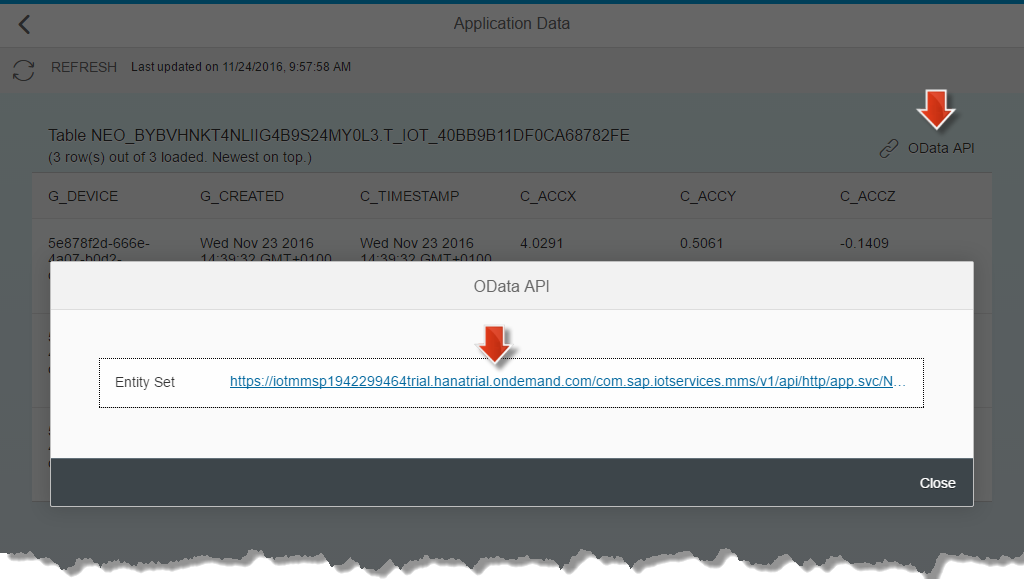 Application Data
REFRESH Last updated on 11/24/2016, 9:57:58 AM
Table NEO_BYBVHNKT4NLIIG4B9S24MY0L3.T_IOT_40BB9B11DF0CA68782FE
(3 row(s) out of 3 loaded. Newest on top.)
OData API
G_DEVICE G_CREATED C_TIMESTAMP C_ACCX C_ACCY C_ACCZ
5e878f2d-666e- Wed Nov 23 2016 Wed Nov 23 2016 4.0291 0.5061 -0.1409
4a07-b0d2- 14:39:32 GMT+0100 14:39:32 GMT+0100
OData API
Entity Set https://iotmmsp1942299464trial.hanatrial.ondemand.com/com.sap.iotservices.mms/v1/api/http/app.svc/N…
Close